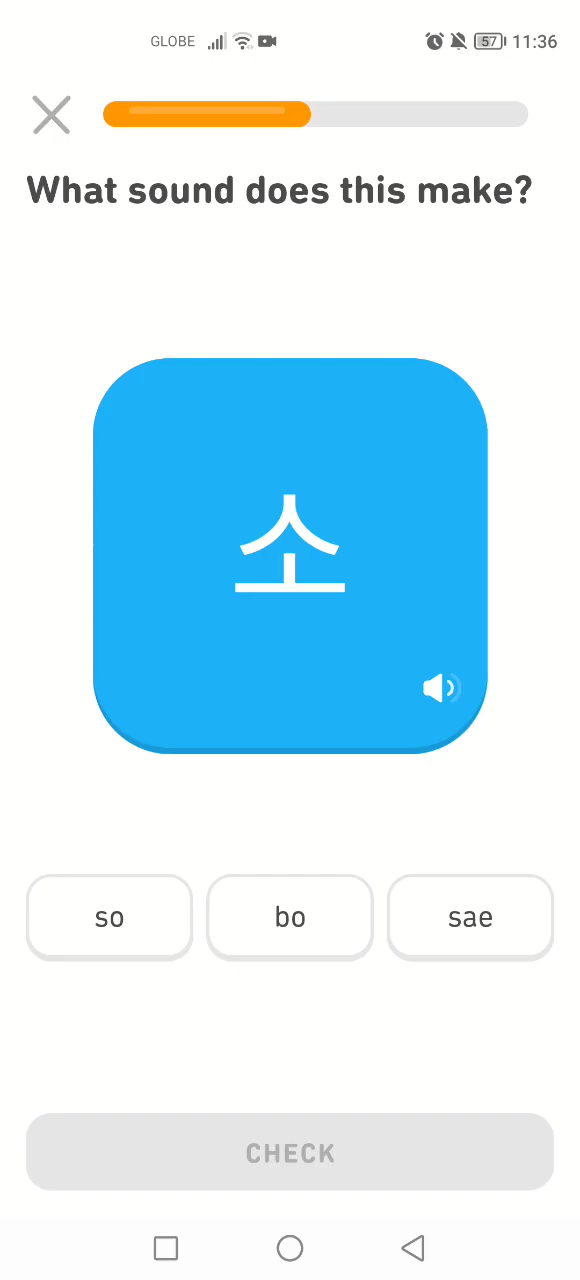 GLOBE 57 11:36
What sound does this make?
소
so bo sae
CHECK